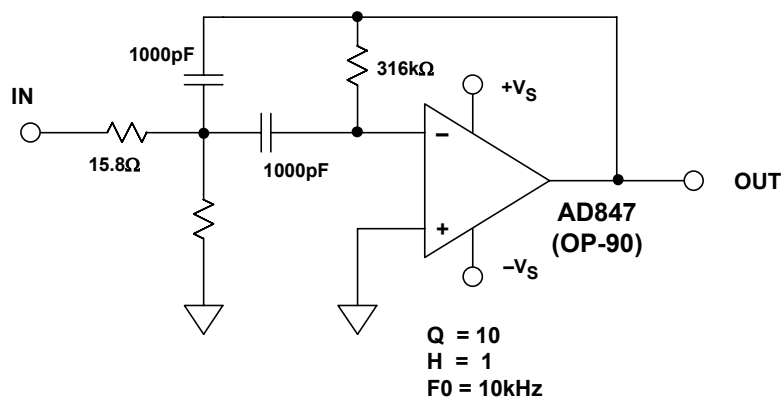 1000pF
316kΩ
IN
+VS
15.8Ω
1000pF
−
+
OUT
AD847
(OP-90)
−VS
Q = 10
H = 1
F0 = 10kHz